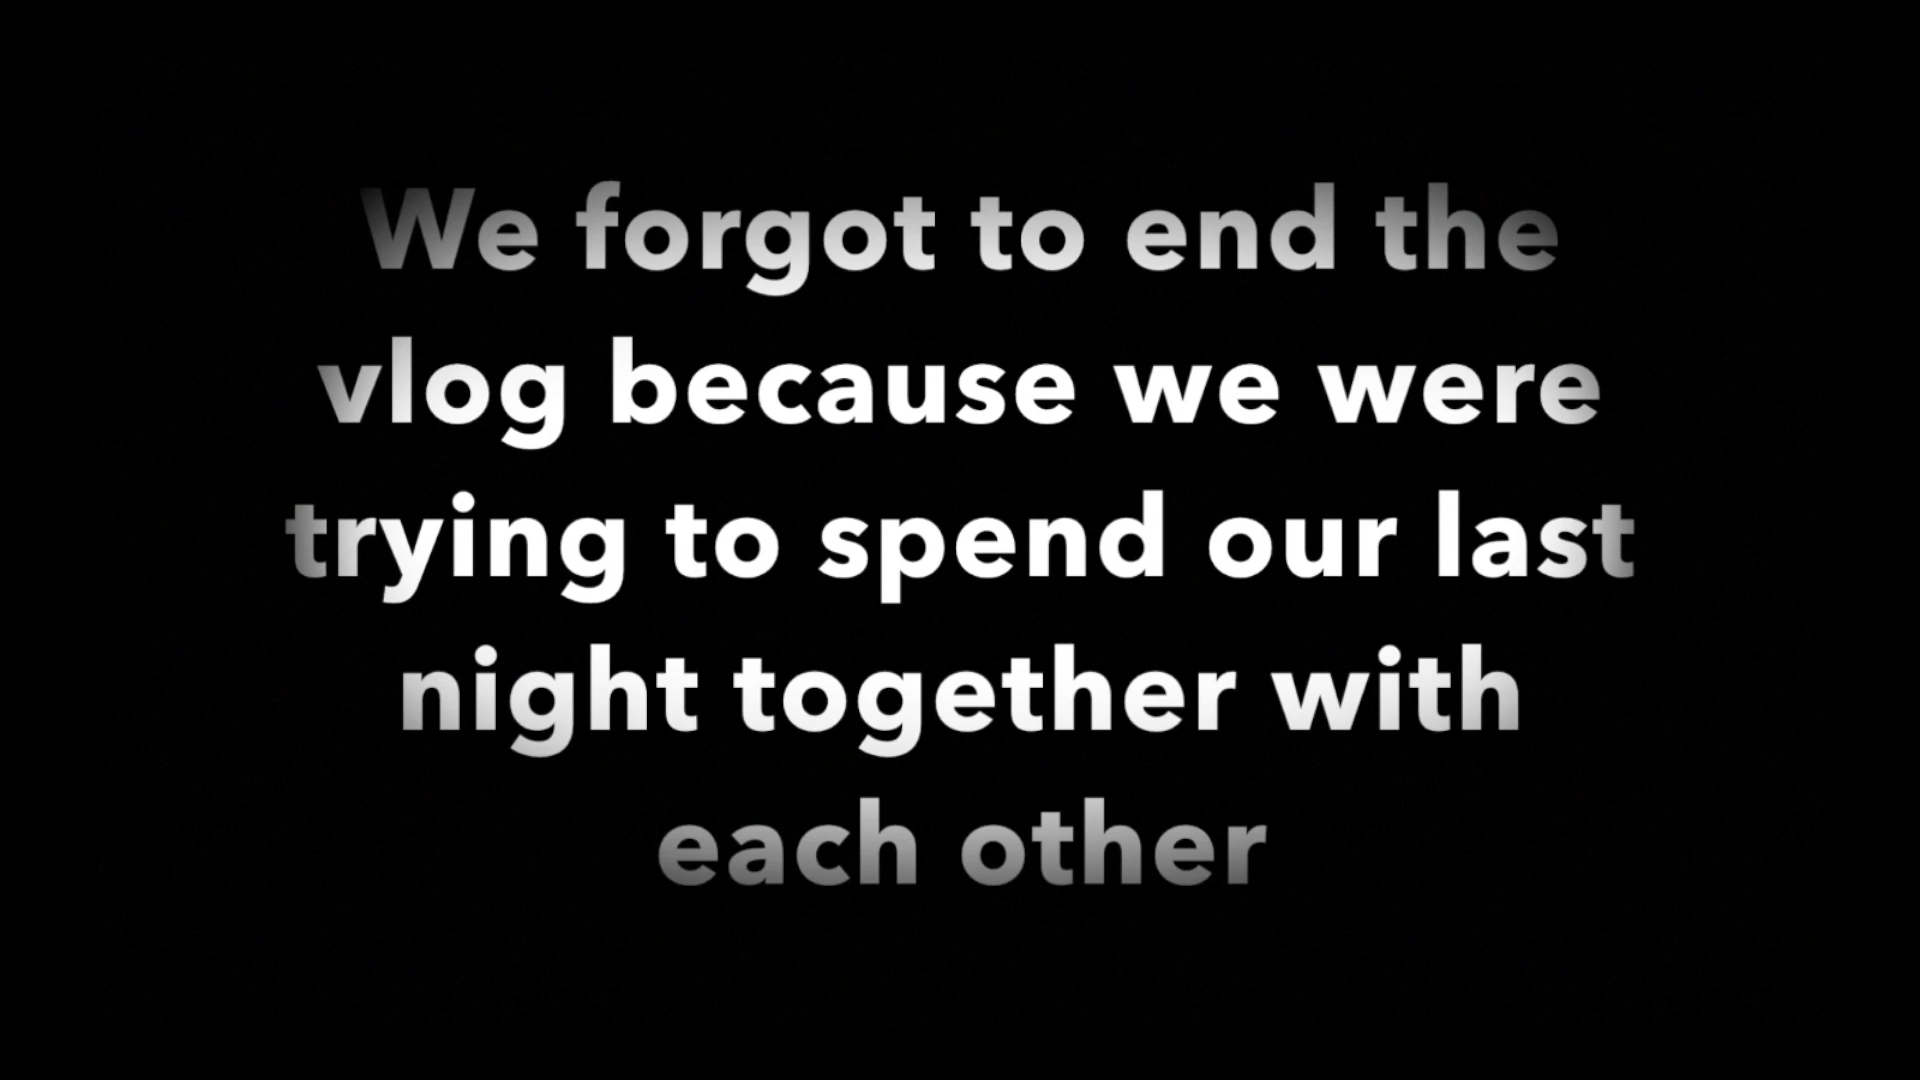 We forgot to end the
vlog because we were
trying to spend our last
night together with
each other